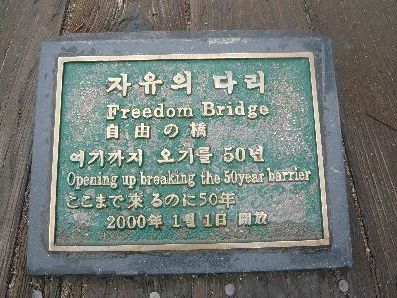 자유의 다리
Freedom Bridge
自由の橋
여기까지 오기를 50년
Opening up breaking the 50year barrier
ここまで來るのに50年
2000年 1月 1日 開放